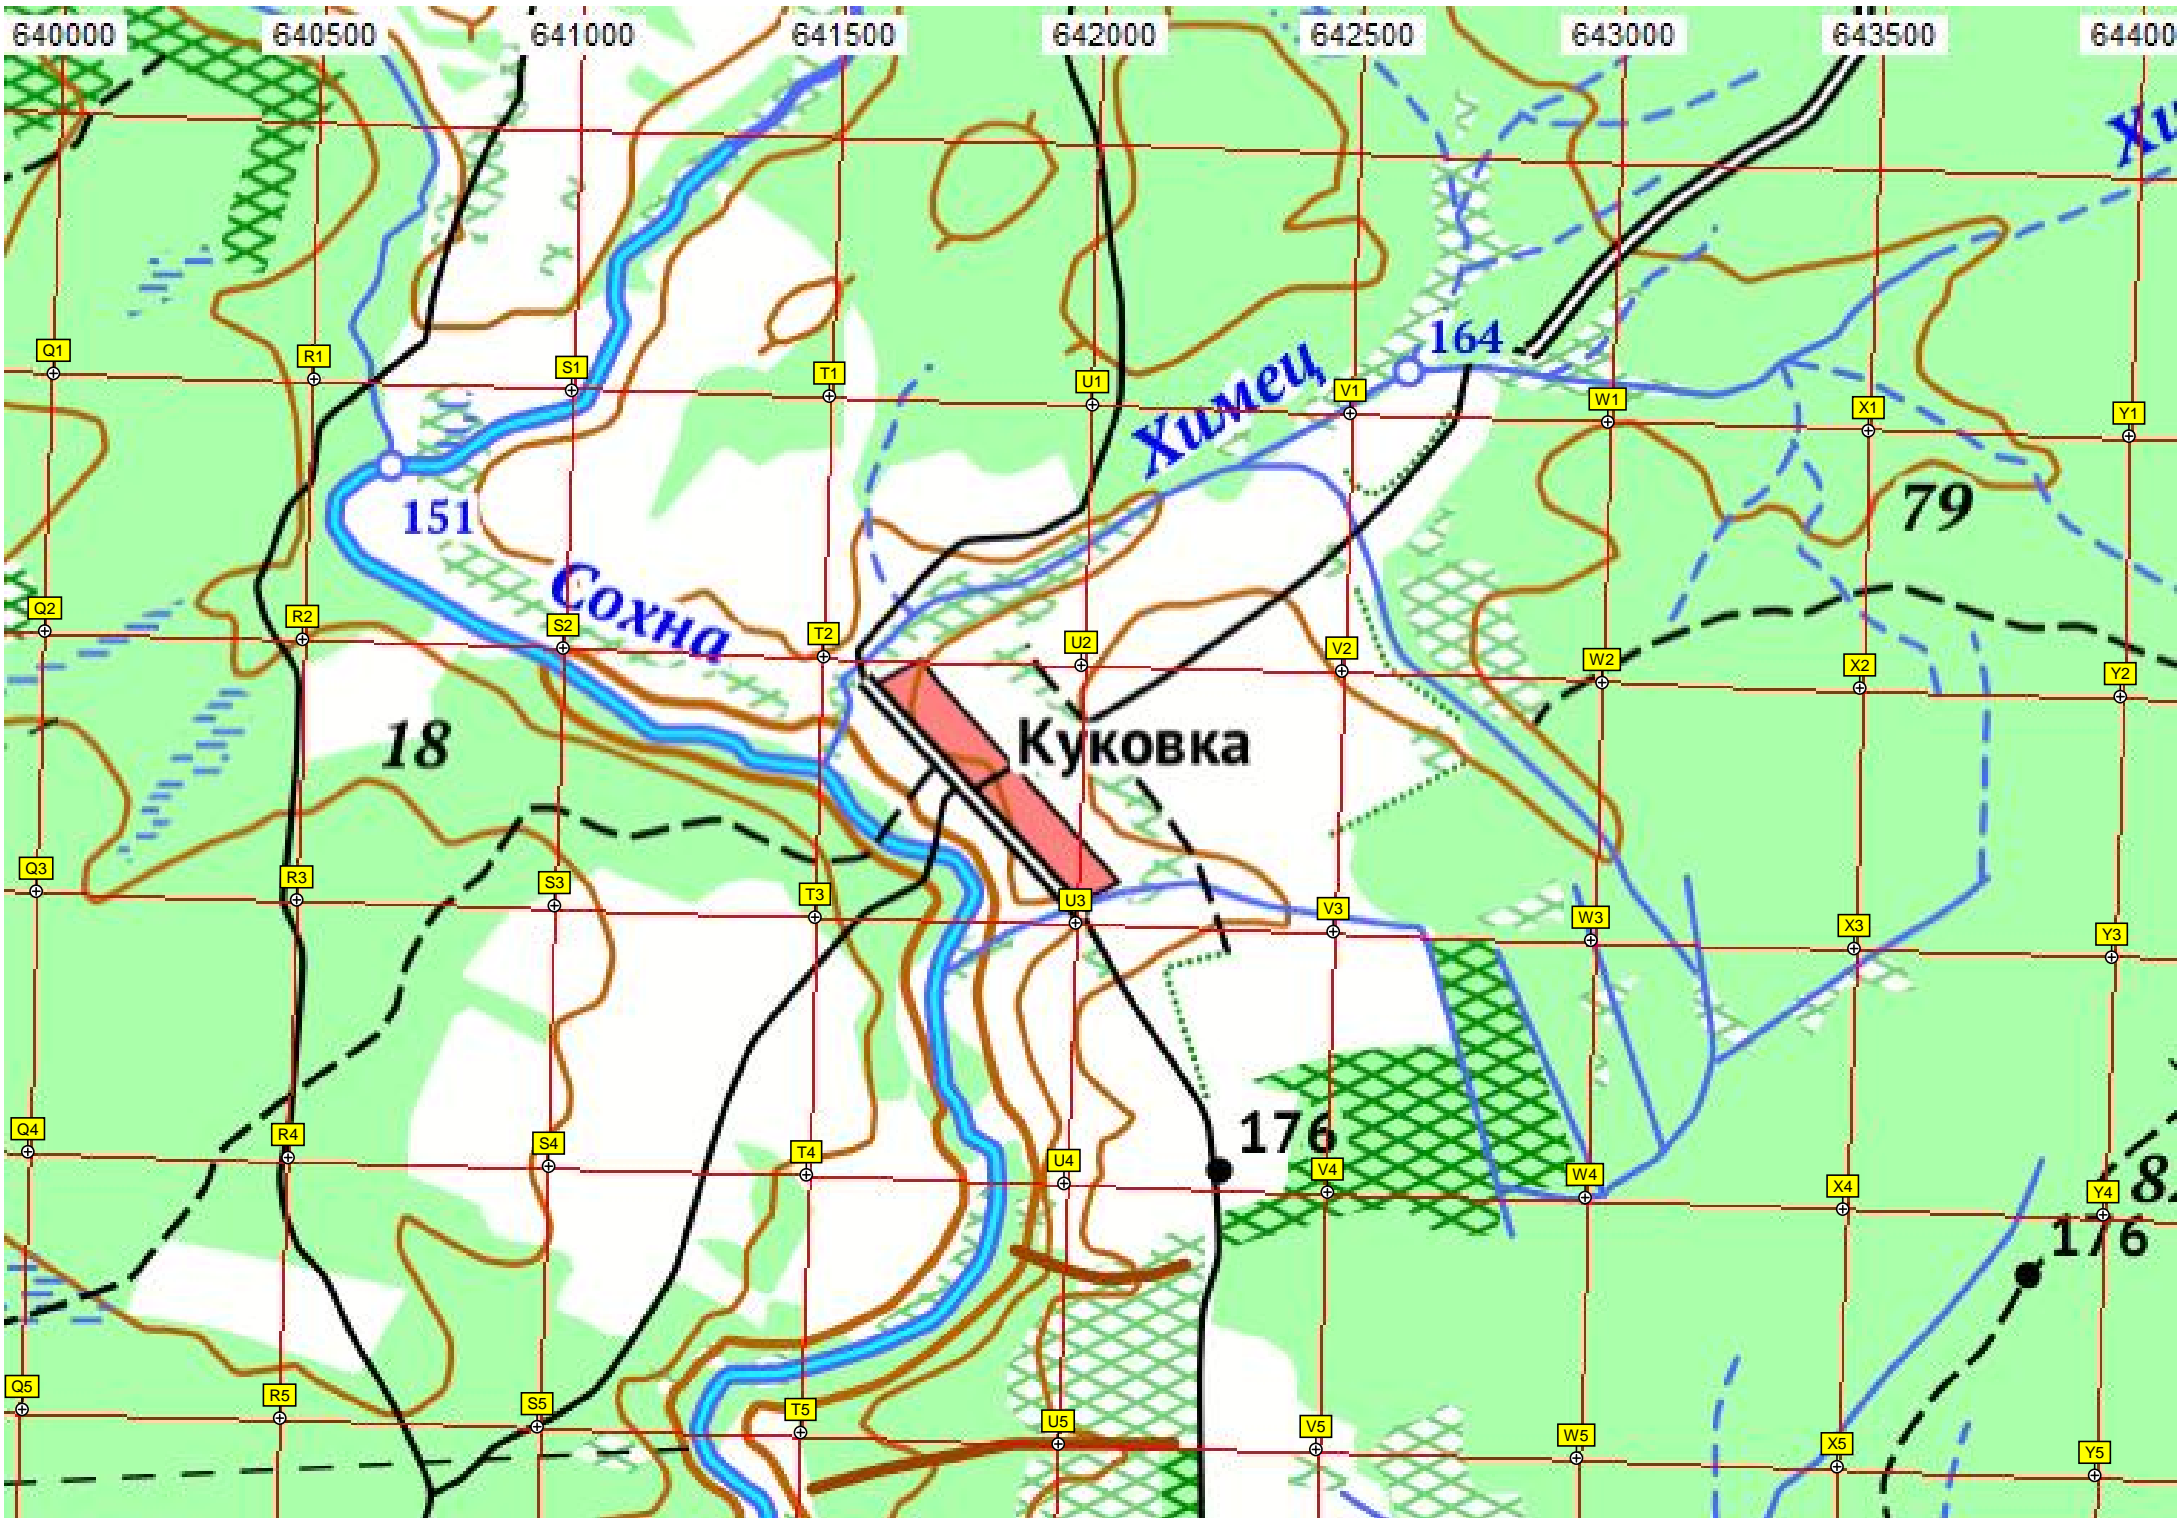 640000 640500 641000 641500 642000 642500 643000 643500
Q1 R1 S1 T1 U1 V1 W1 X1 Y1
164
Химец
79
151
Сохна
Q2 R2 S2 T2 U2 V2 W2 X2 Y2
18
Куковка
Q3 R3 S3 T3 U3 V3 W3 X3 Y3
176
Q4 R4 S4 T4 U4 V4 W4 X4 Y4
176
Q5 R5 S5 T5 U5 V5 W5 X5 Y5